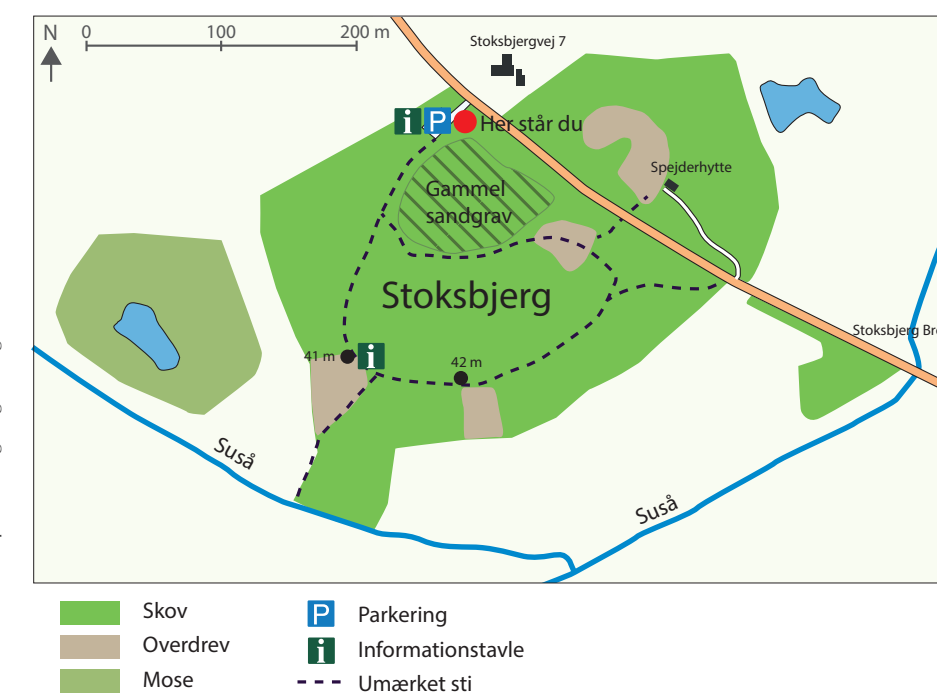 N
0 100 200 m
Stoksbjergvej 7
i P Her står du
Spejderhytte
Gammel
sandgrav
Stoksbjerg
Stoksbjerg Br
41 m i
42 m
Suså
Suså
Skov
Overdrev
Mose
P Parkering
i Informationstavle
Umærket sti